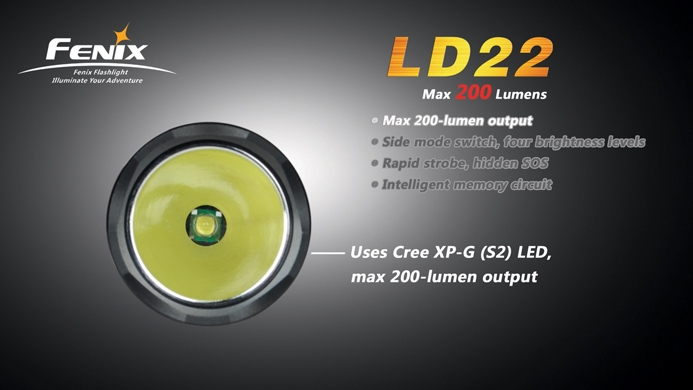 FENIX
Fenix Flashlight
Illuminate Your Adventure
LD22
Max 200 Lumens
• Max 200-lumen output
• Side mode switch, four brightness levels
• Rapid strobe, hidden SOS
• Intelligent memory circuit
Uses Cree XP-G (S2) LED,
max 200-lumen output